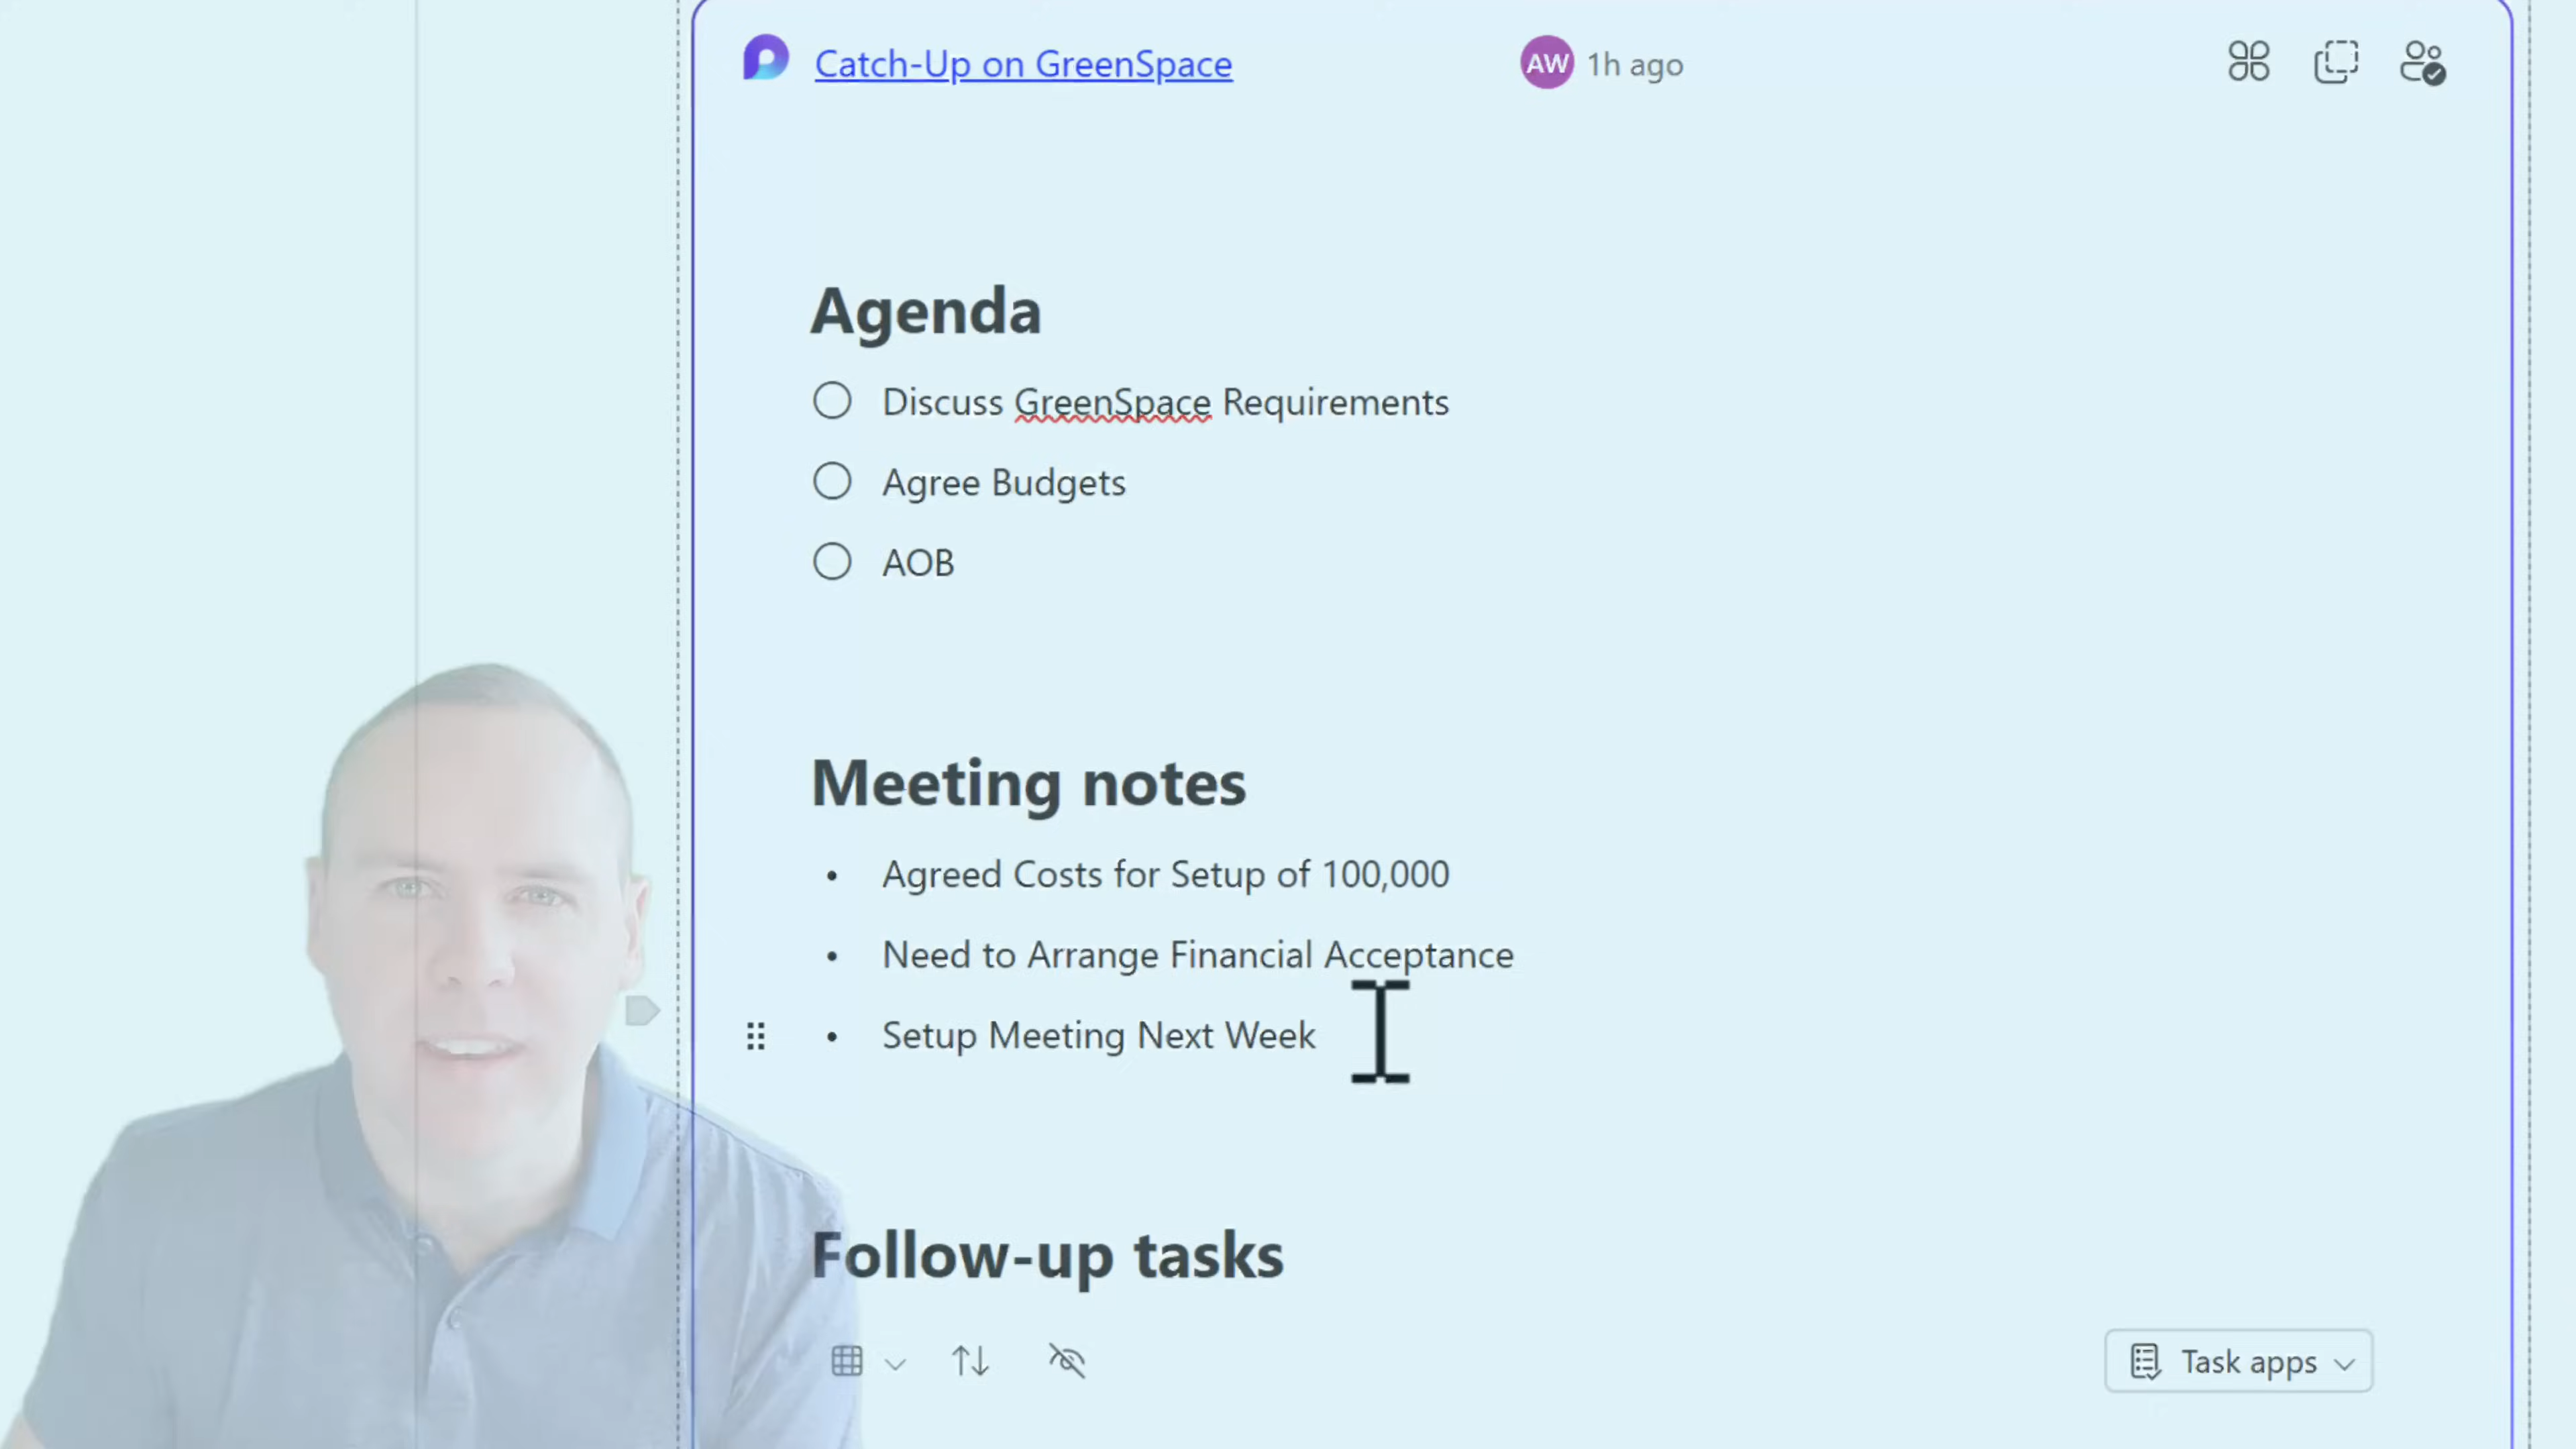 Catch-Up on GreenSpace
AW 1h ago
Agenda
Discuss GreenSpace Requirements
Agree Budgets
AOB
Meeting notes
• Agreed Costs for Setup of 100,000
• Need to Arrange Financial Acceptance
• Setup Meeting Next Week
Follow-up tasks
Task apps